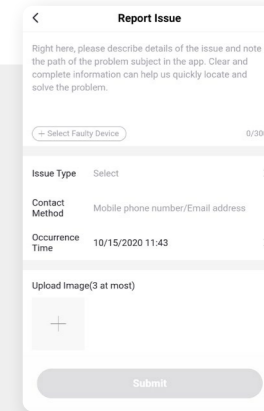 Report Issue
Right here, please describe details of the issue and note
the path of the problem subject in the app. Clear and
complete information can help us quickly locate and
solve the problem.
+ Select Faulty Device
Issue Type Select
Contact
Method
Mobile phone number/Email address
Occurrence
Time
10/15/2020 11:43
Upload Image(3 at most)
Submit